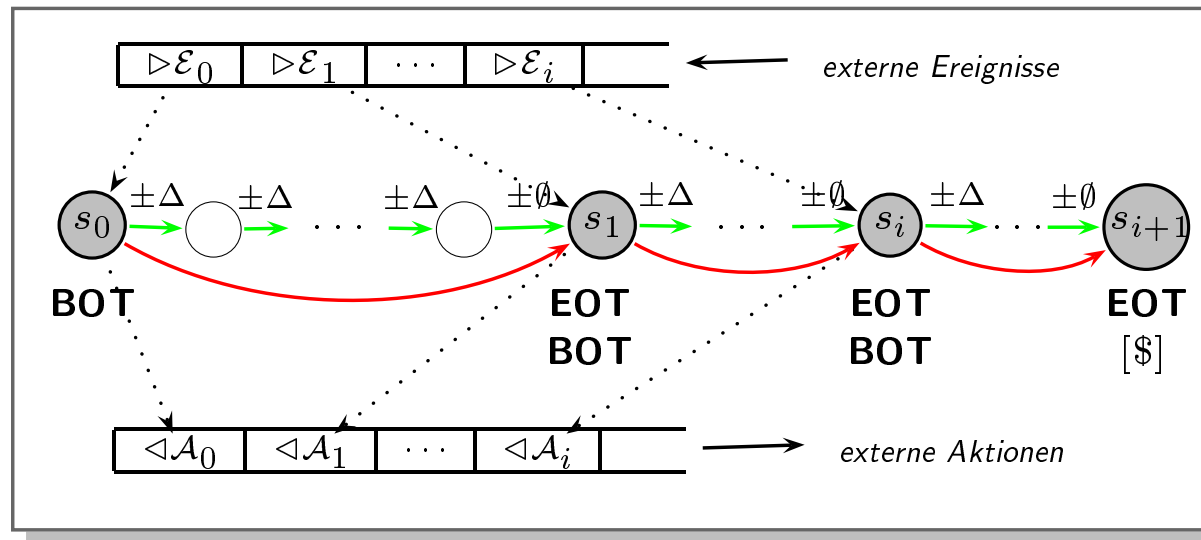 ▷ℰ₀ ▷ℰ₁ ··· ▷ℰᵢ externe Ereignisse
±Δ ±Δ ±Δ ±∅ ±Δ ±∅ ±Δ ±∅
s₀ ··· s₁ ··· sᵢ ··· sᵢ₊₁
BOT EOT EOT EOT
BOT BOT [$]
◁𝒜₀ ◁𝒜₁ ··· ◁𝒜ᵢ externe Aktionen